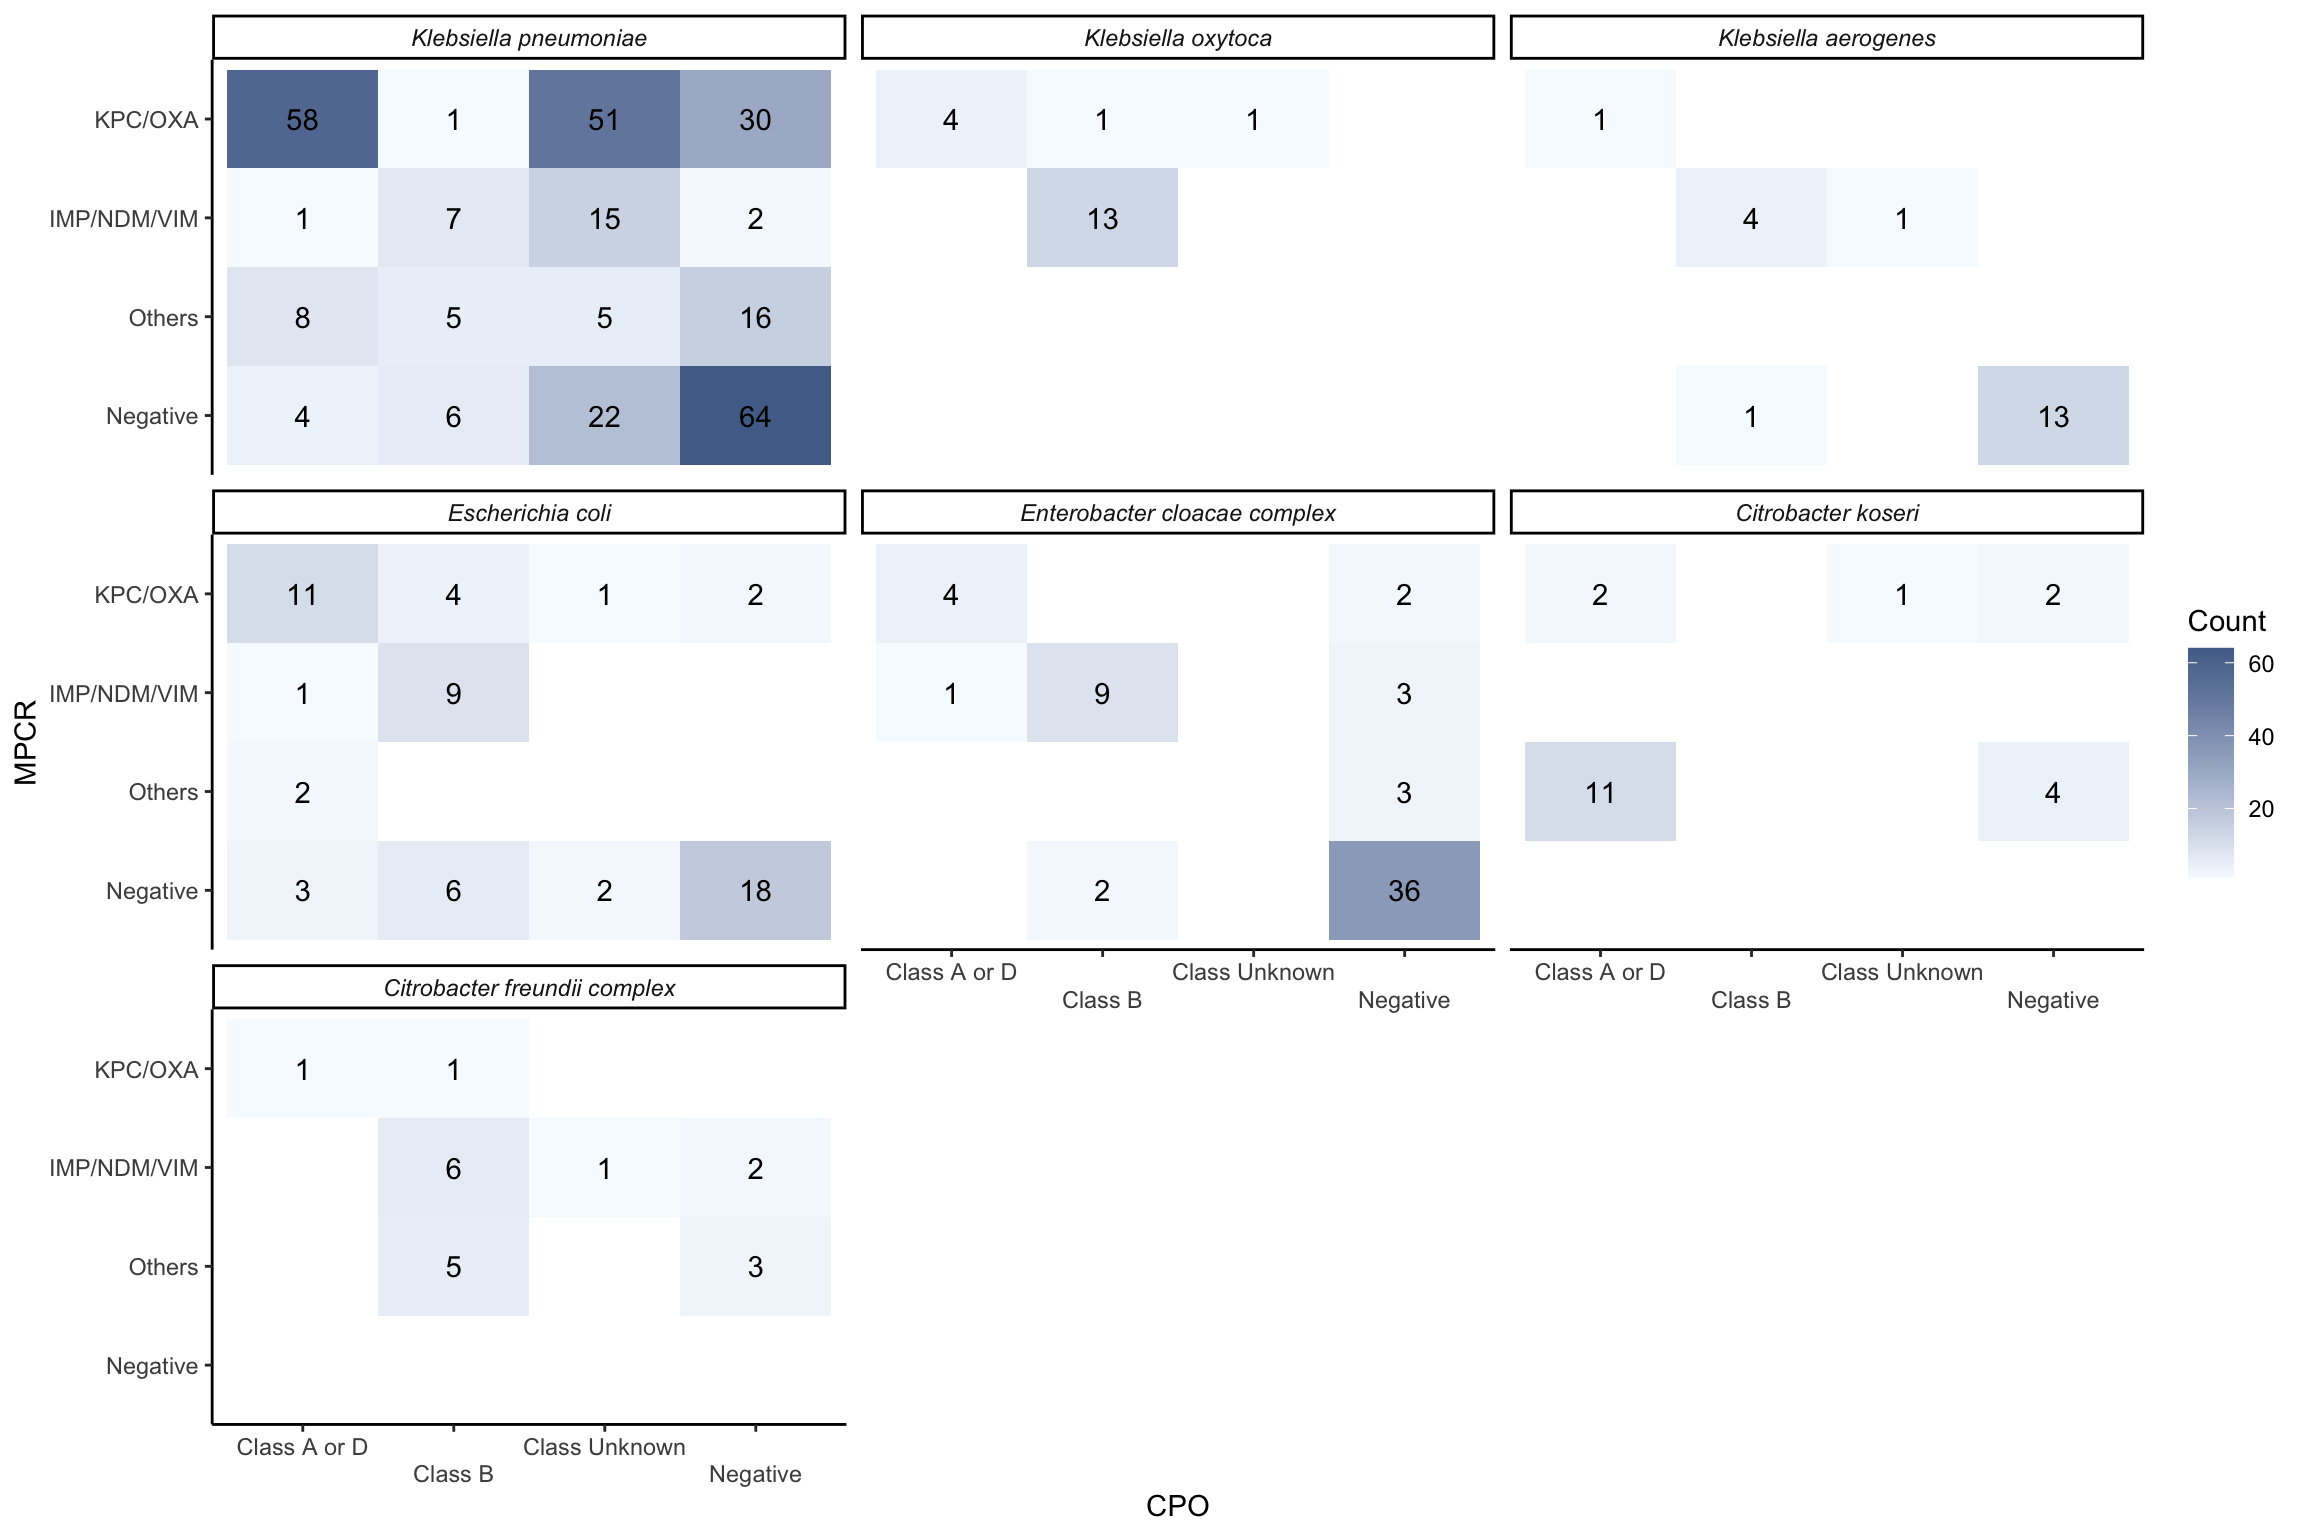 Klebsiella pneumoniae
Klebsiella oxytoca
Klebsiella aerogenes
KPC/OXA 58 1 51 30 4 1 1 1
IMP/NDM/VIM 1 7 15 2 13 4 1
Others 8 5 5 16
Negative 4 6 22 64 1 13
Escherichia coli
Enterobacter cloacae complex
Citrobacter koseri
KPC/OXA 11 4 1 2 4 2 2 1 2
IMP/NDM/VIM 1 9 1 9 3
Others 2 3 11 4
Negative 3 6 2 18 2 36
Class A or D Class Unknown Class A or D Class Unknown
Class B Negative Class B Negative
Citrobacter freundii complex
KPC/OXA 1 1
IMP/NDM/VIM 6 1 2
Others 5 3
Negative
Class A or D Class Unknown
Class B Negative
CPO
MPCR
Count
60
40
20